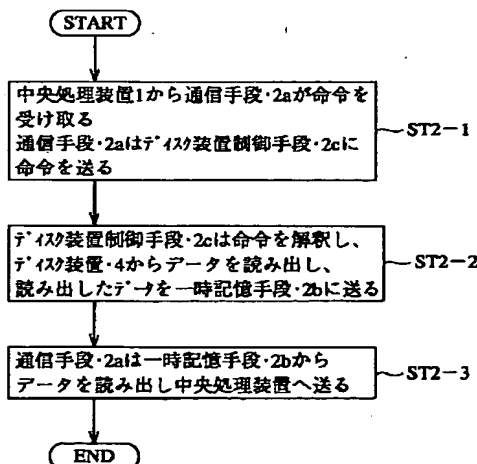 START
中央処理装置1から通信手段·2aが命令を
受け取る
通信手段·2aはディスク装置制御手段·2cに
命令を送る
ST2-1
ディスク装置制御手段·2cは命令を解釈し、
ディスク装置·4からデータを読み出し、
読み出したデータを一時記憶手段·2bに送る
ST2-2
通信手段·2aは一時記憶手段·2bから
データを読み出し中央処理装置へ送る
ST2-3
END